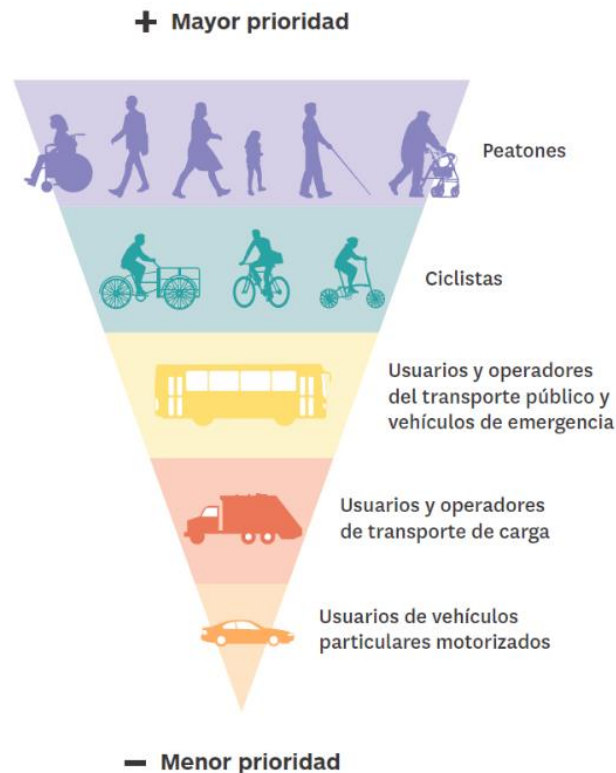 + Mayor prioridad
Peatones
Ciclistas
Usuarios y operadores
del transporte público y
vehículos de emergencia
Usuarios y operadores
de transporte de carga
Usuarios de vehículos
particulares motorizados
− Menor prioridad